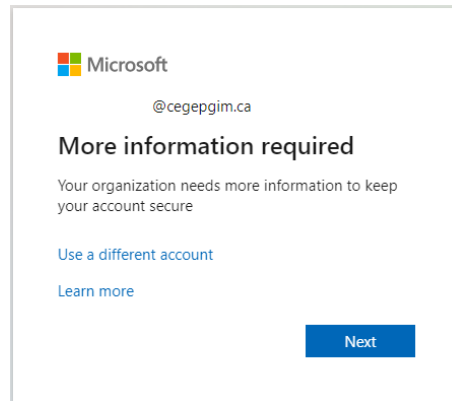 Microsoft
@cegepgim.ca
More information required
Your organization needs more information to keep
your account secure
Use a different account
Learn more
Next